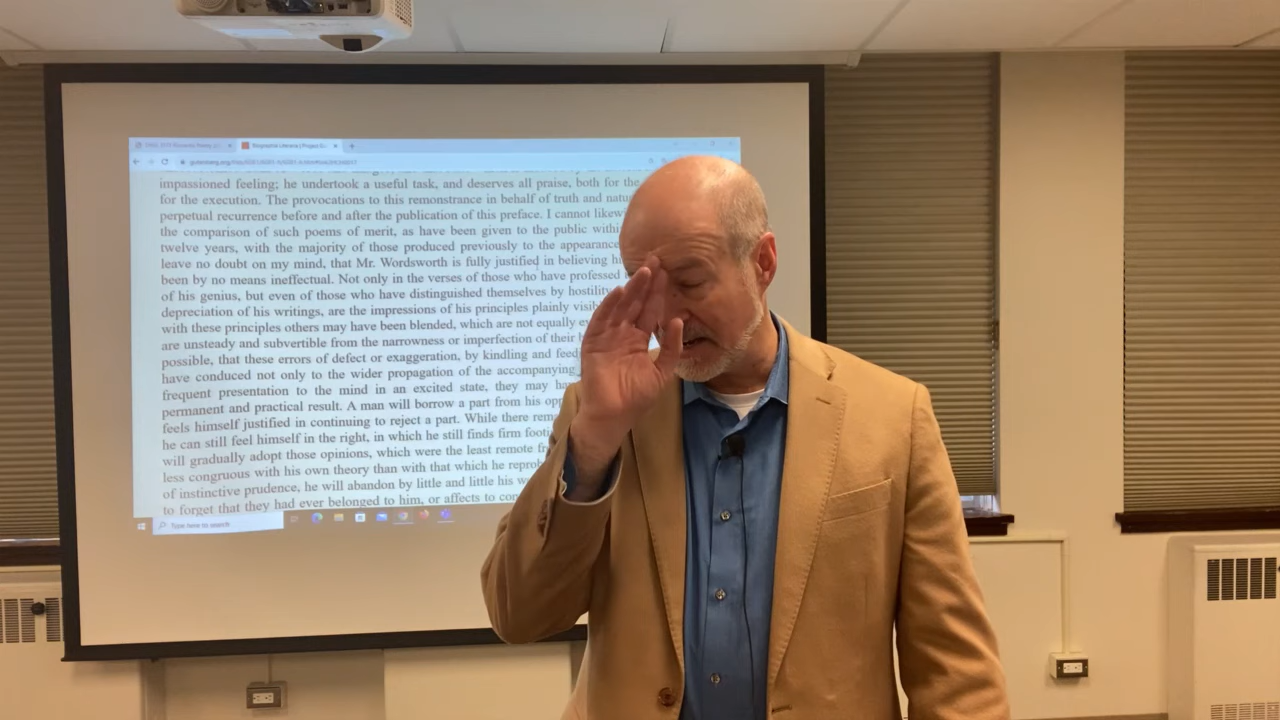 Biographia Literaria | Project Gu
impassioned feeling; he undertook a useful task, and deserves all praise, both for the
for the execution. The provocations to this remonstrance in behalf of truth and natu
perpetual recurrence before and after the publication of this preface. I cannot likewi
the comparison of such poems of merit, as have been given to the public within
twelve years, with the majority of those produced previously to the appearance
leave no doubt on my mind, that Mr. Wordsworth is fully justified in believing hi
been by no means ineffectual. Not only in the verses of those who have professed
of his genius, but even of those who have distinguished themselves by hostility
depreciation of his writings, are the impressions of his principles plainly visib
with these principles others may have been blended, which are not equally e
are unsteady and subvertible from the narrowness or imperfection of their
possible, that these errors of defect or exaggeration, by kindling and feed
have conduced not only to the wider propagation of the accompanying
frequent presentation to the mind in an excited state, they may ha
permanent and practical result. A man will borrow a part from his opp
feels himself justified in continuing to reject a part. While there rema
he can still feel himself in the right, in which he still finds firm footi
will gradually adopt those opinions, which were the least remote fr
less congruous with his own theory than with that which he reprob
of instinctive prudence, he will abandon by little and little his w
to forget that they had ever belonged to him, or affects to con
Type here to search